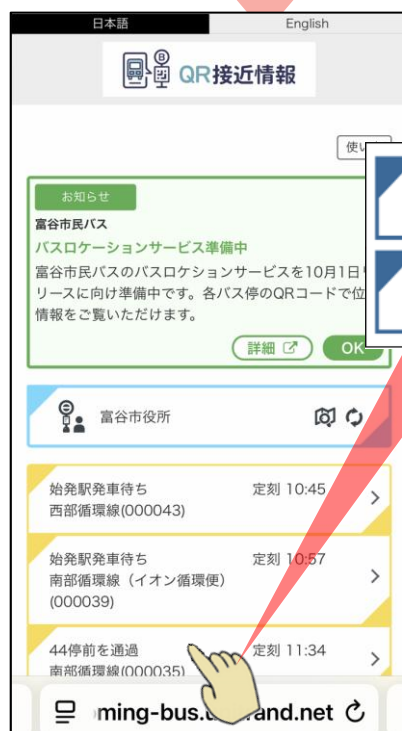 日本語
English
QR接近情報
お知らせ
富谷市民バス
バスロケーションサービス準備中
富谷市民バスのバスロケーションサービスを10月1日
リースに向け準備中です。各バス停のQRコードで位
情報をご覧いただけます。
詳細
OK
富谷市役所
始発駅発車待ち
定刻 10:45
西部循環線(000043)
始発駅発車待ち
定刻 10:57
南部循環線（イオン循環便）
(000039)
44停前を通過
定刻 11:34
南部循環線(000035)
ming-bus.
and.net